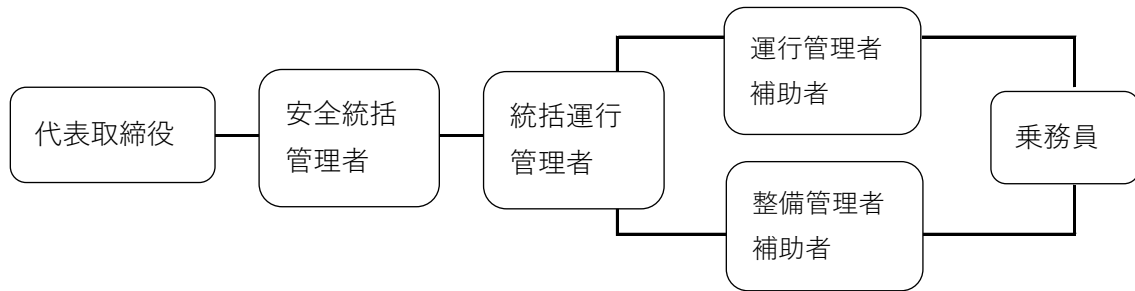 代表取締役
安全統括
管理者
統括運行
管理者
運行管理者
補助者
整備管理者
補助者
乗務員